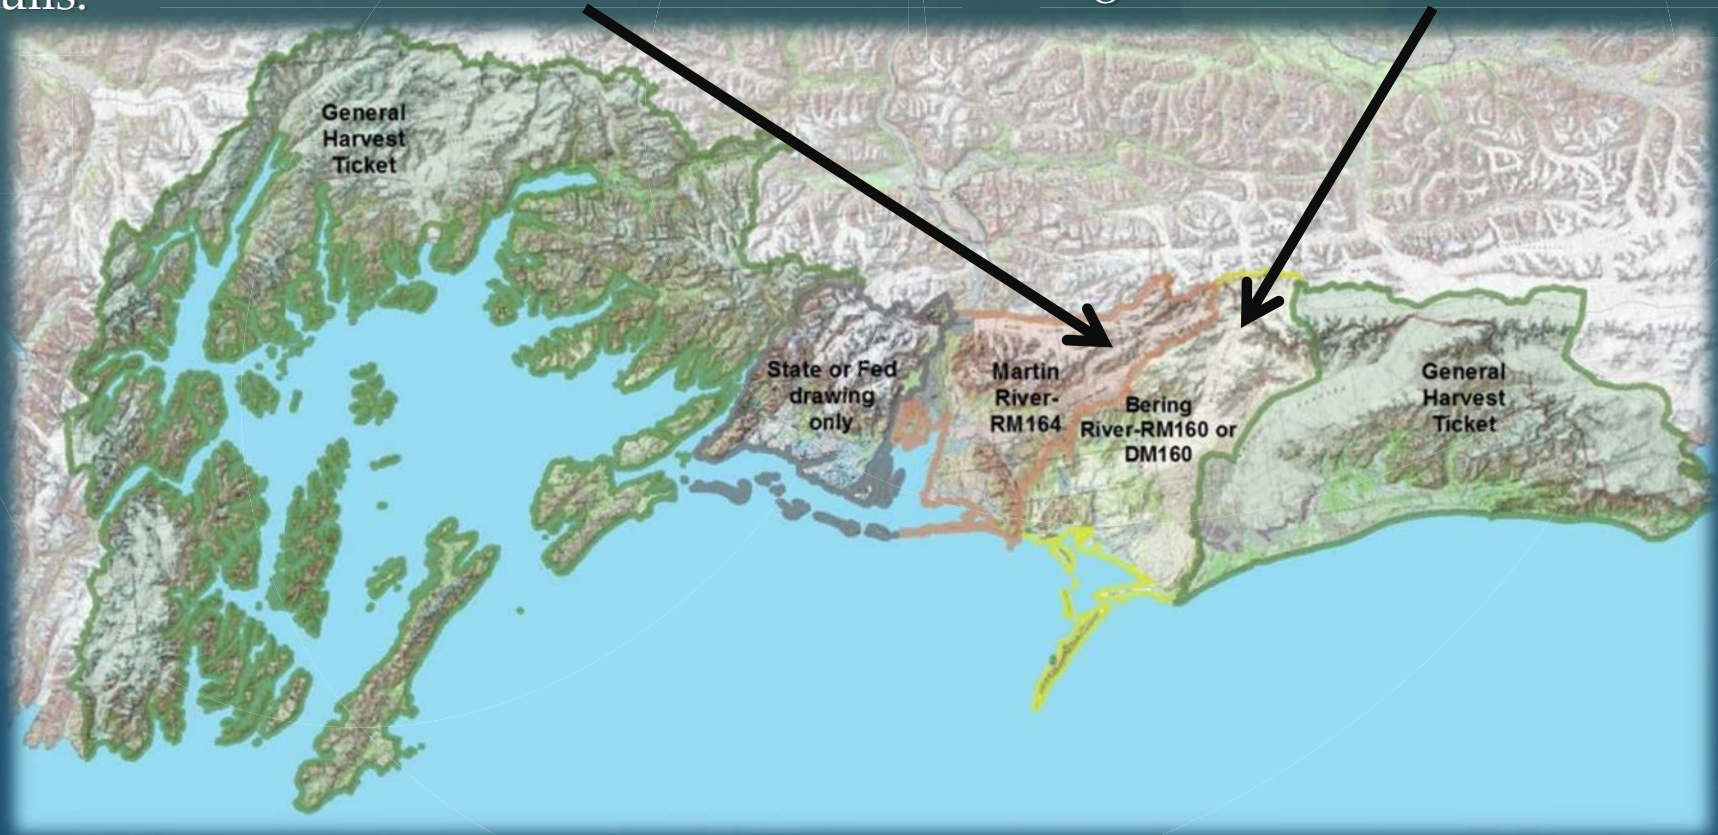 General
Harvest
Ticket
State or Fed
drawing
only
Martin
River-
RM164
Bering
River-RM160 or
DM160
General
Harvest
Ticket